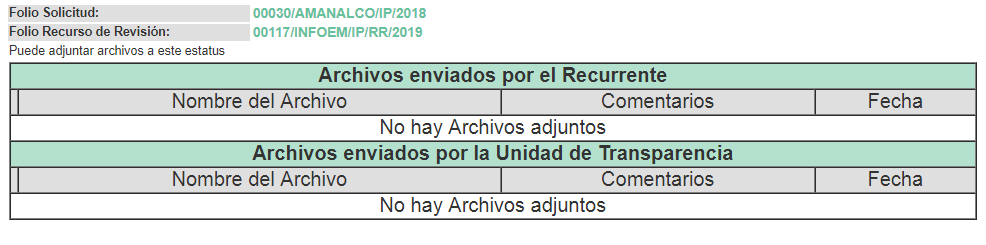 Folio Solicitud: 00030/AMANALCO/IP/2018
Folio Recurso de Revisión: 00117/INFOEM/IP/RR/2019
Puede adjuntar archivos a este estatus
Archivos enviados por el Recurrente
Nombre del Archivo Comentarios Fecha
No hay Archivos adjuntos
Archivos enviados por la Unidad de Transparencia
Nombre del Archivo Comentarios Fecha
No hay Archivos adjuntos